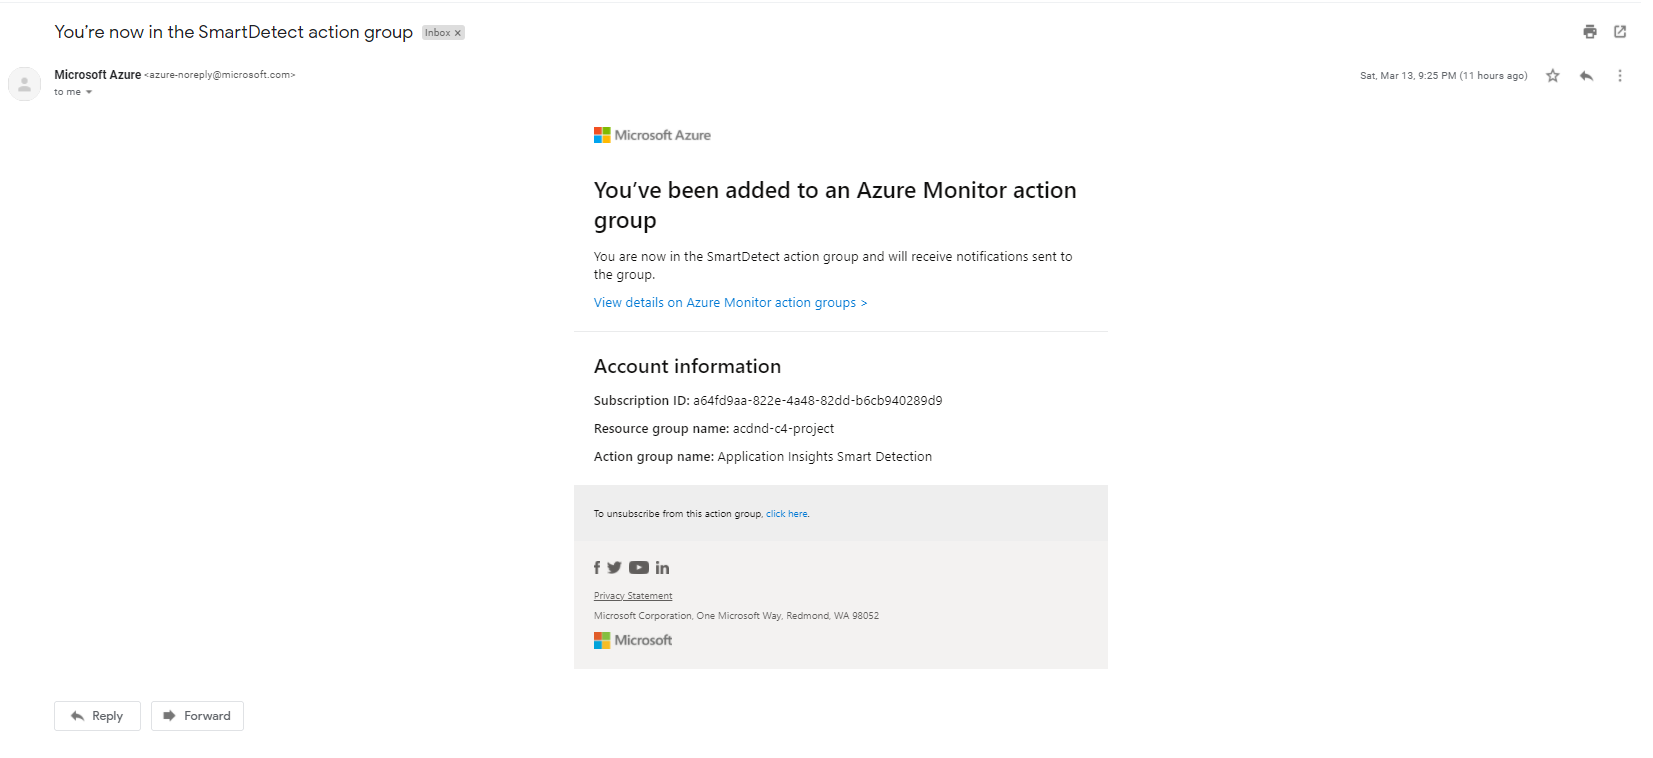 You’re now in the SmartDetect action group Inbox x
Microsoft Azure <azure-noreply@microsoft.com>
Sat, Mar 13, 9:25 PM (11 hours ago)
to me
Microsoft Azure
You’ve been added to an Azure Monitor action
group
You are now in the SmartDetect action group and will receive notifications sent to
the group.
View details on Azure Monitor action groups >
Account information
Subscription ID: a64fd9aa-822e-4a48-82dd-b6cb940289d9
Resource group name: acdnd-c4-project
Action group name: Application Insights Smart Detection
To unsubscribe from this action group, click here.
Privacy Statement
Microsoft Corporation, One Microsoft Way, Redmond, WA 98052
Microsoft
Reply
Forward